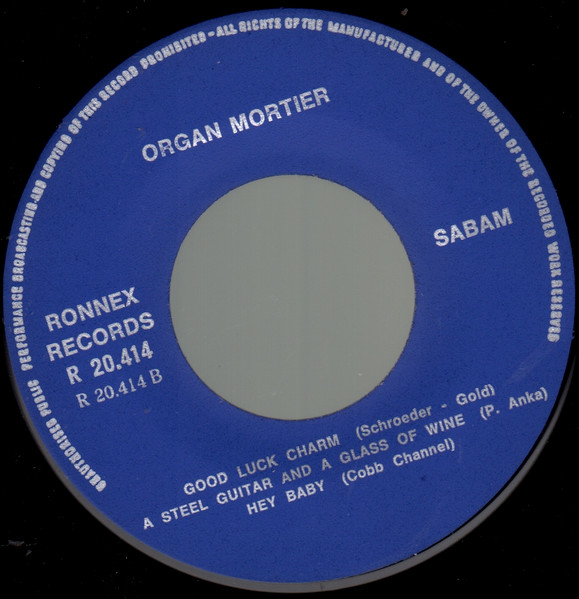 UNAUTHORISED PUBLIC PERFORMANCE BROADCASTING AND COPYING OF THIS RECORD PROHIBITED - ALL RIGHTS OF THE MANUFACTURER AND OF THE OWNER OF THE RECORDED WORK RESERVED
ORGAN MORTIER
SABAM
RONNEX
RECORDS
R 20.414
R 20.414 B
GOOD LUCK CHARM (Schroeder - Gold)
A STEEL GUITAR AND A GLASS OF WINE (P. Anka)
HEY BABY (Cobb Channel)